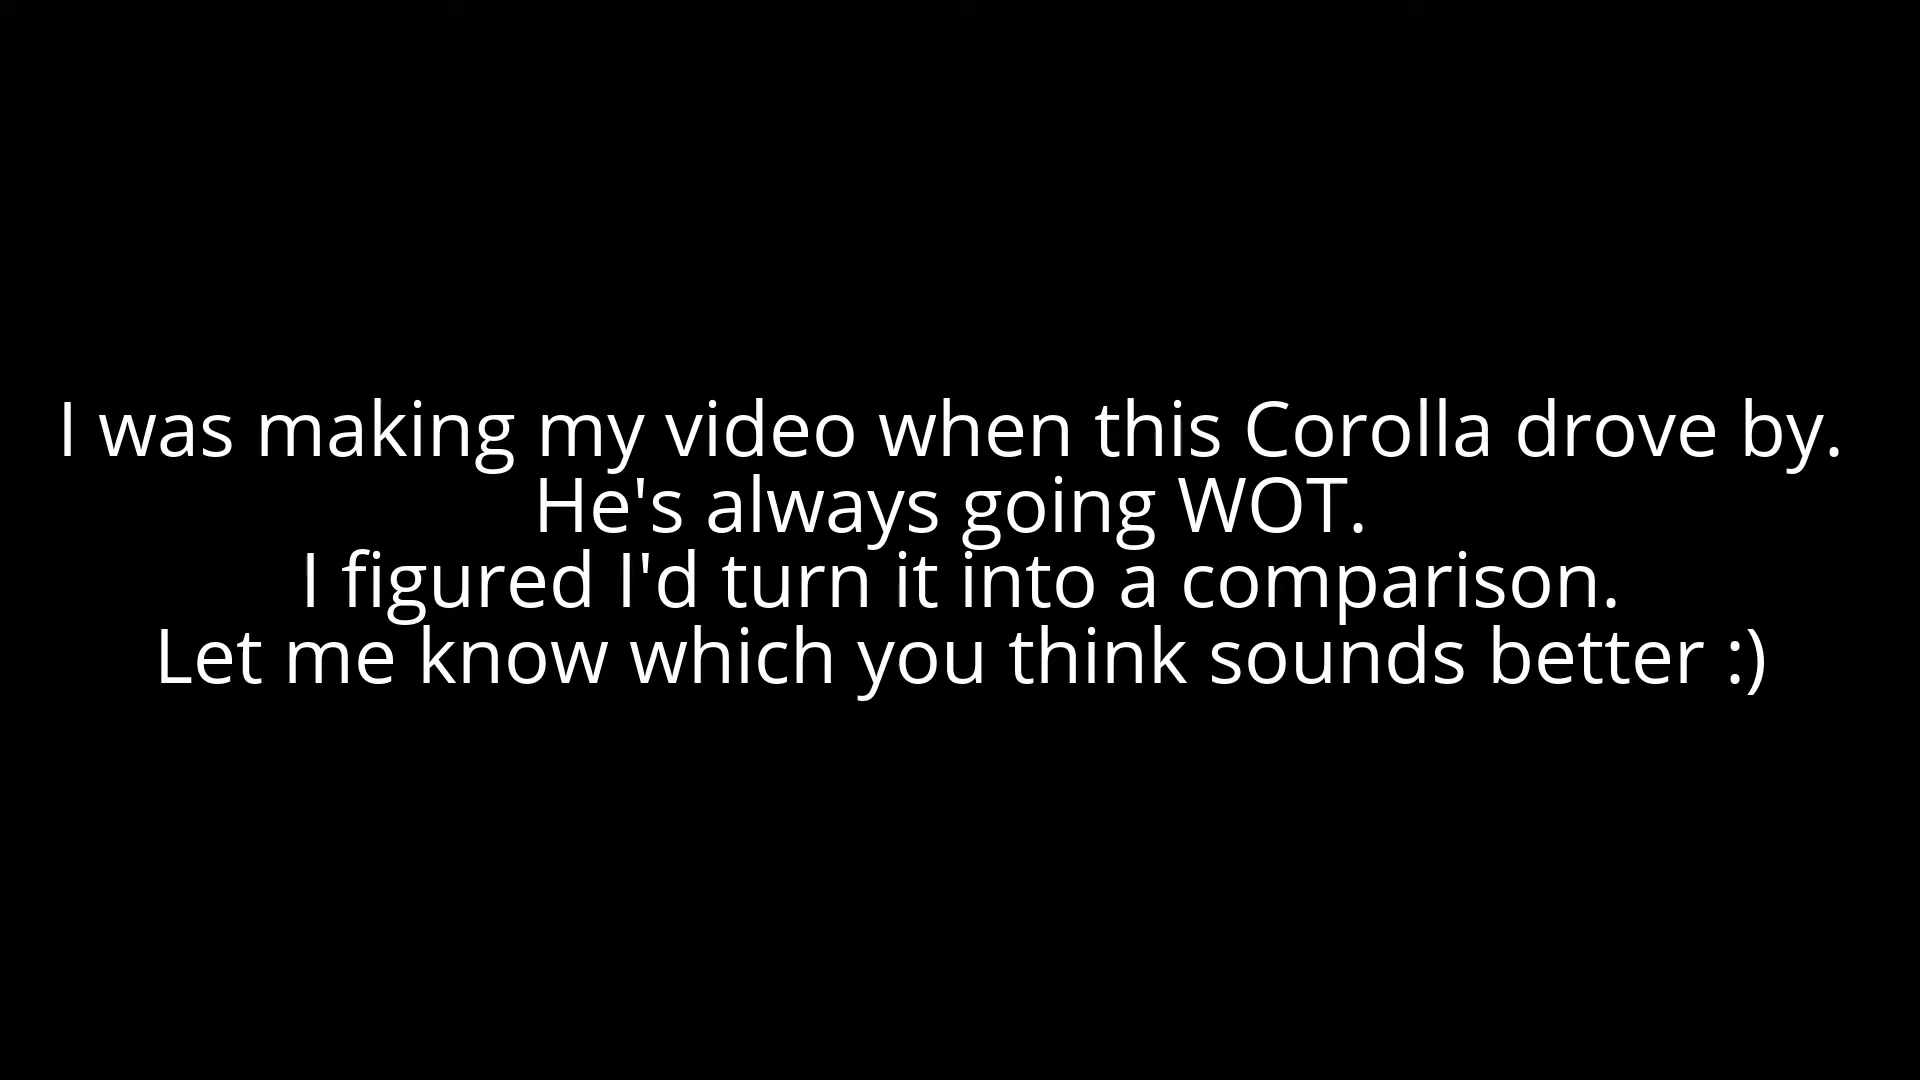 I was making my video when this Corolla drove by.
He's always going WOT.
I figured I'd turn it into a comparison.
Let me know which you think sounds better :)